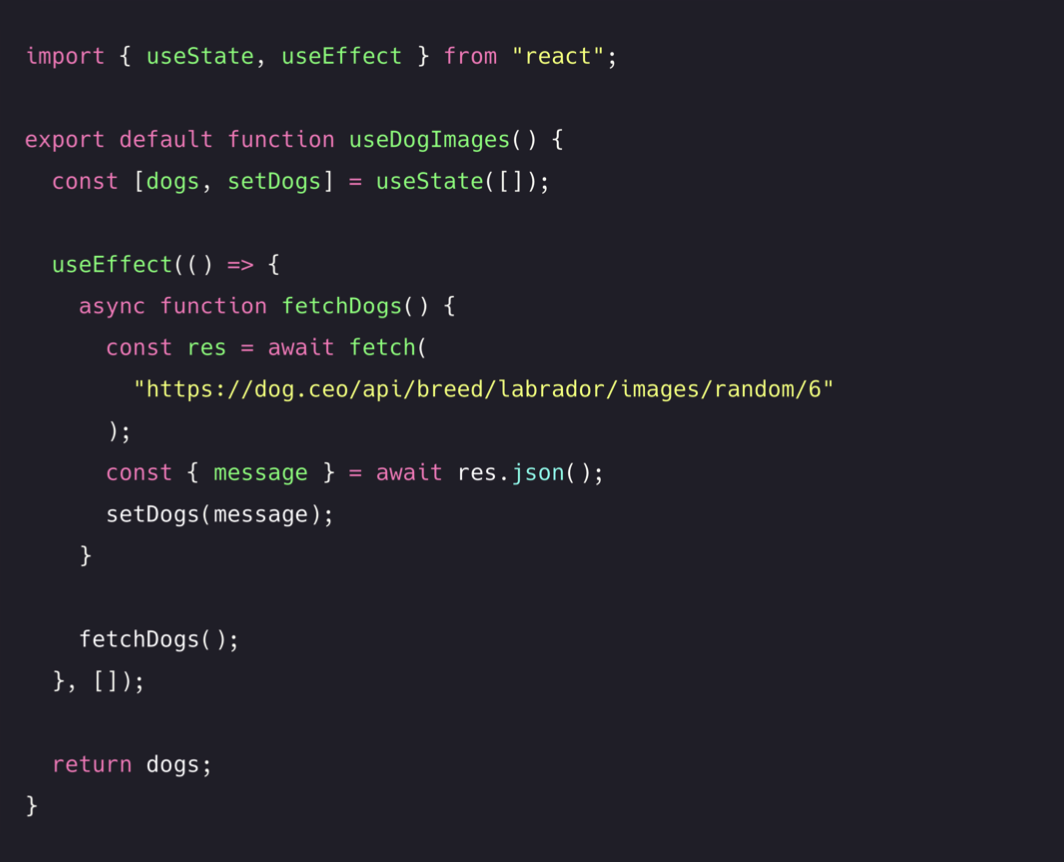 import { useState, useEffect } from "react";

export default function useDogImages() {
  const [dogs, setDogs] = useState([]);

  useEffect(() => {
    async function fetchDogs() {
      const res = await fetch(
        "https://dog.ceo/api/breed/labrador/images/random/6"
      );
      const { message } = await res.json();
      setDogs(message);
    }

    fetchDogs();
  }, []);

  return dogs;
}